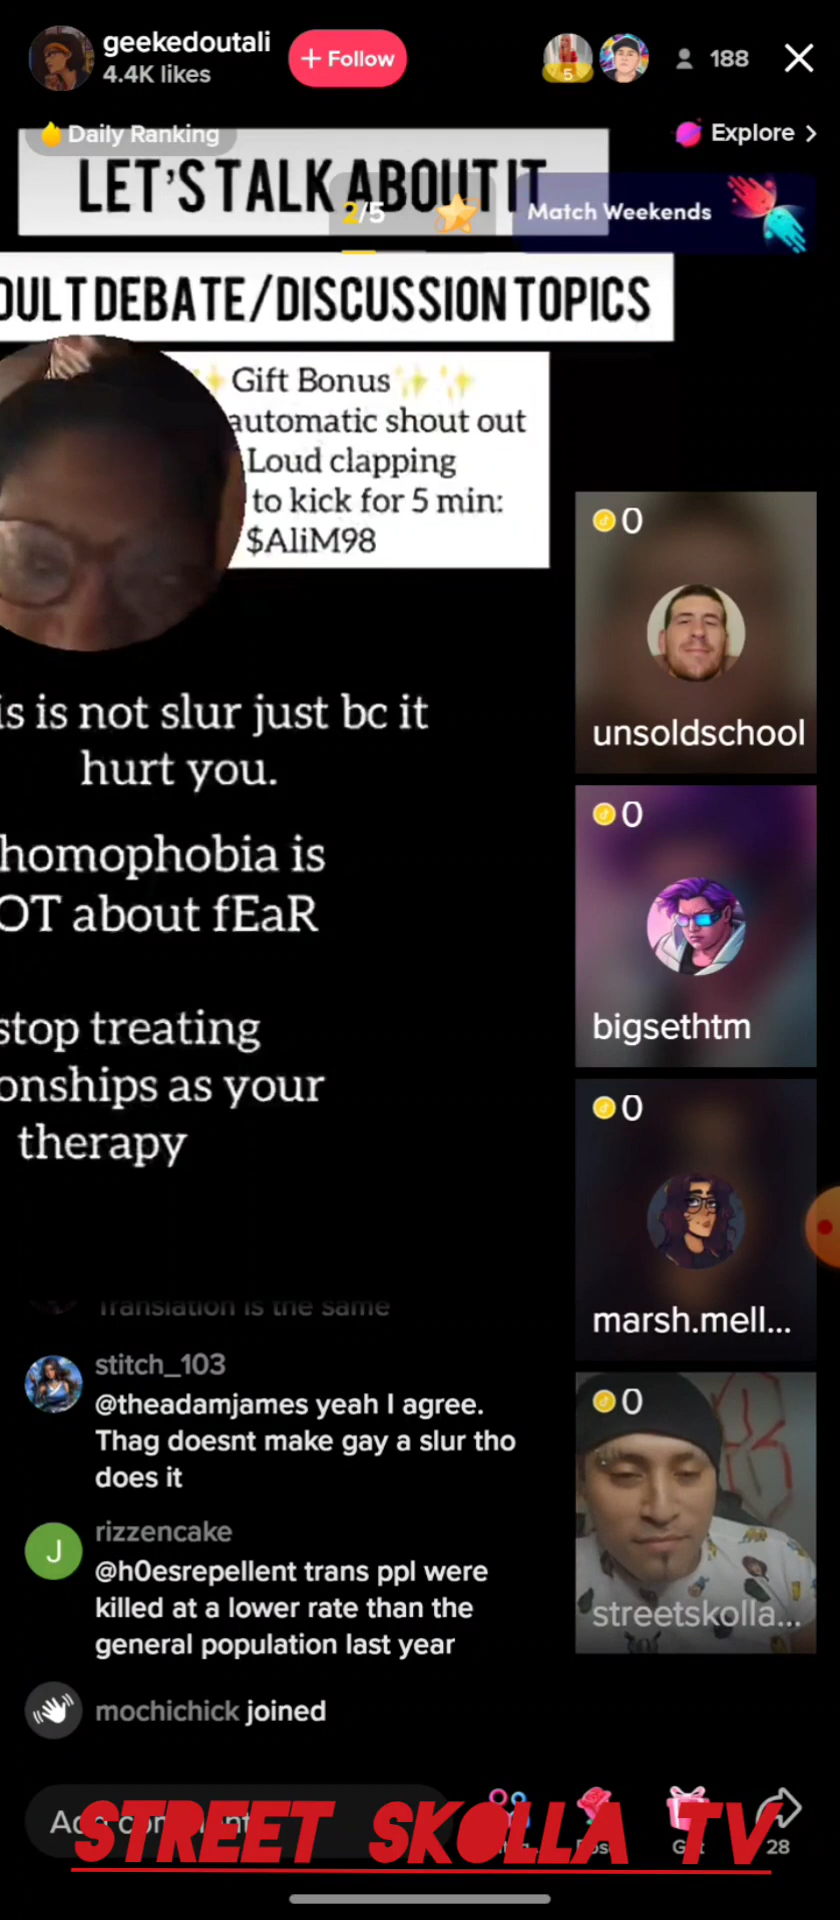 geekedoutali
4.4K likes
+ Follow
5
188
Daily Ranking
Explore >
LET'S TALK ABOUT IT
2/5
Match Weekends
DULT DEBATE/DISCUSSION TOPICS
Gift Bonus
automatic shout out
Loud clapping
to kick for 5 min:
$AliM98
0
unsoldschool
is is not slur just bc it
hurt you.
0
homophobia is
OT about fEaR
bigsethtm
stop treating
onships as your
therapy
0
marsh.mell...
Translation is the same
stitch_103
@theadamjames yeah I agree.
Thag doesnt make gay a slur tho
does it
0
rizzencake
J
@h0esrepellent trans ppl were
killed at a lower rate than the
general population last year
streetskolla...
mochichick joined
STREET SKOLLA TV
28